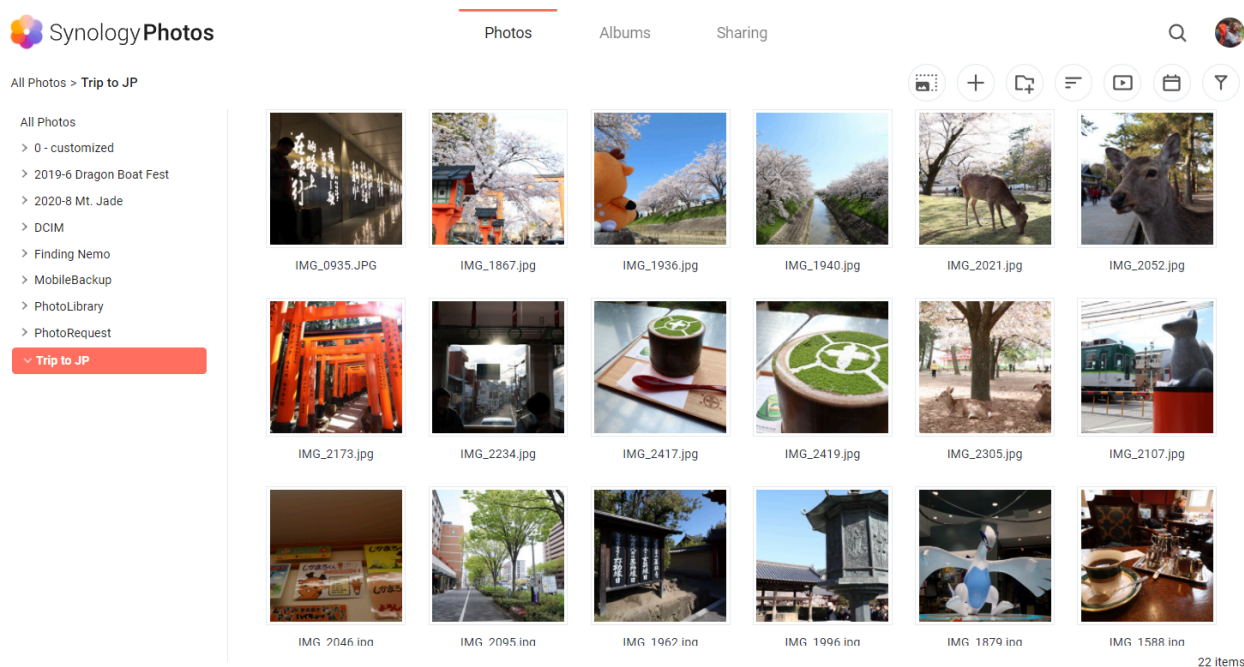 Synology Photos
Photos
Albums
Sharing
All Photos > Trip to JP
All Photos
0 - customized
2019-6 Dragon Boat Fest
2020-8 Mt. Jade
DCIM
Finding Nemo
MobileBackup
PhotoLibrary
PhotoRequest
Trip to JP
IMG_0935.JPG
IMG_1867.jpg
IMG_1936.jpg
IMG_1940.jpg
IMG_2021.jpg
IMG_2052.jpg
IMG_2173.jpg
IMG_2234.jpg
IMG_2417.jpg
IMG_2419.jpg
IMG_2305.jpg
IMG_2107.jpg
IMG_2046.jpg
IMG_2095.jpg
IMG_1962.jpg
IMG_1996.jpg
IMG_1879.jpg
IMG_1588.jpg
22 items